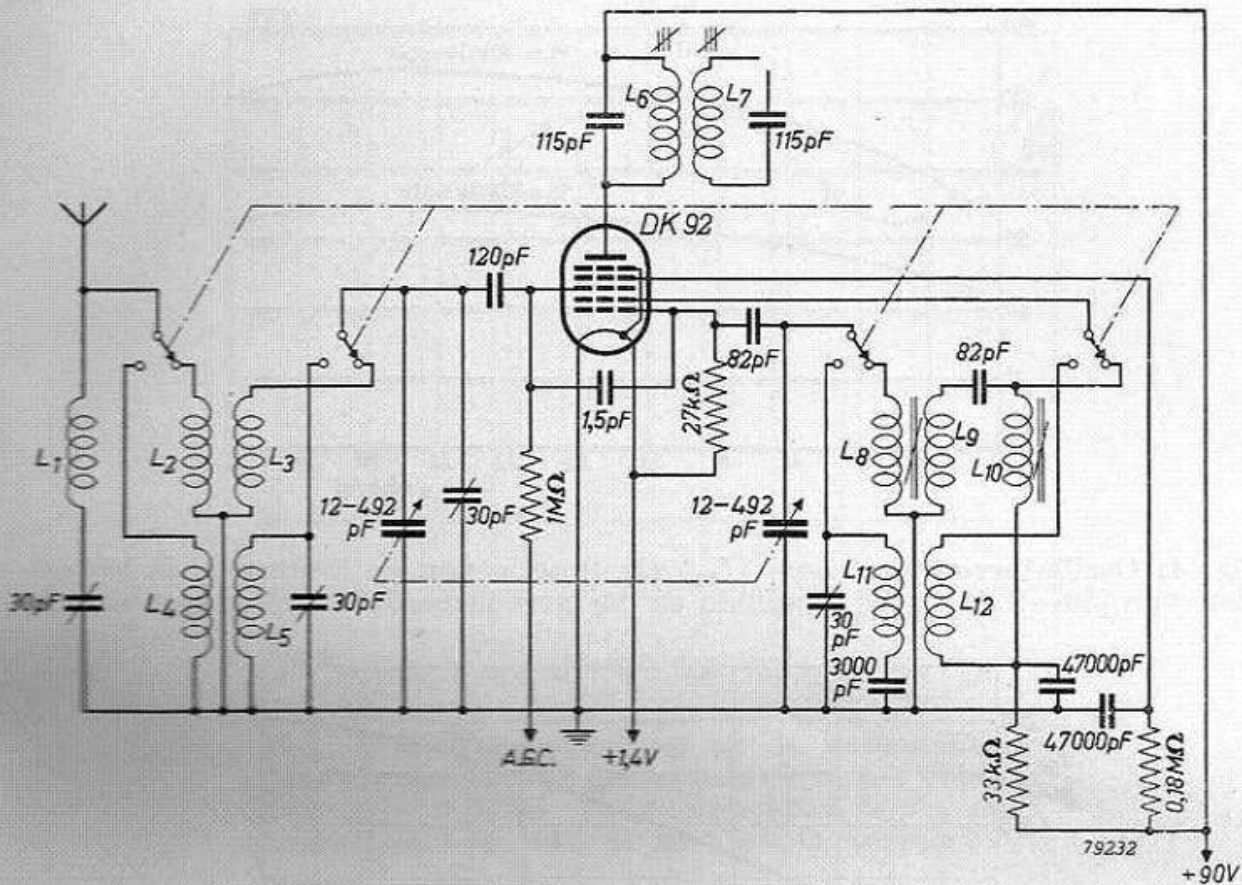 L6
L7
115pF
115pF
DK92
120pF
82pF
82pF
1,5pF
27kΩ
L1
L2
L3
L8
L9
L10
12-492
pF
30pF
1MΩ
12-492
pF
30pF
L4
L5
30pF
L11
30
pF
L12
3000
pF
47000pF
47000pF
A.G.C.
+1,4V
33kΩ
0,18MΩ
79232
+90V